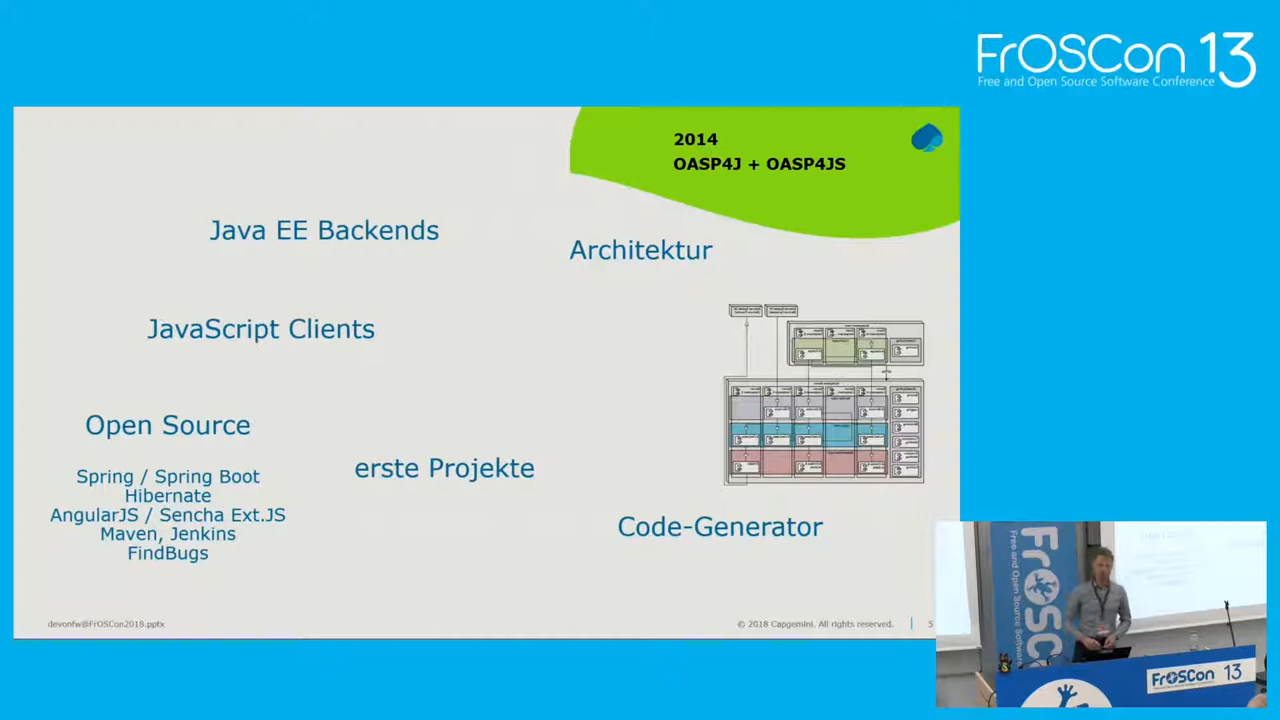 FrOSCon 13
Free and Open Source Software Conference
2014
OASP4J + OASP4JS
Java EE Backends
Architektur
JavaScript Clients
Open Source
Spring / Spring Boot
Hibernate
AngularJS / Sencha Ext.JS
Maven, Jenkins
FindBugs
erste Projekte
Code-Generator
devonfw@FrOSCon2018.pptx
© 2018 Capgemini. All rights reserved.
5
FrOSCon
Free and Open Source Software
FrOSCon 13